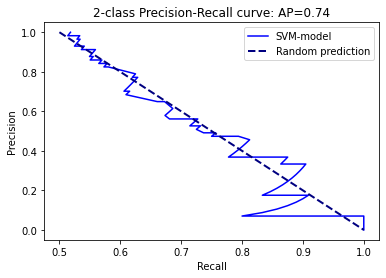 2-class Precision-Recall curve: AP=0.74
SVM-model
Random prediction
Precision
1.0
0.8
0.6
0.4
0.2
0.0
0.5 0.6 0.7 0.8 0.9 1.0
Recall